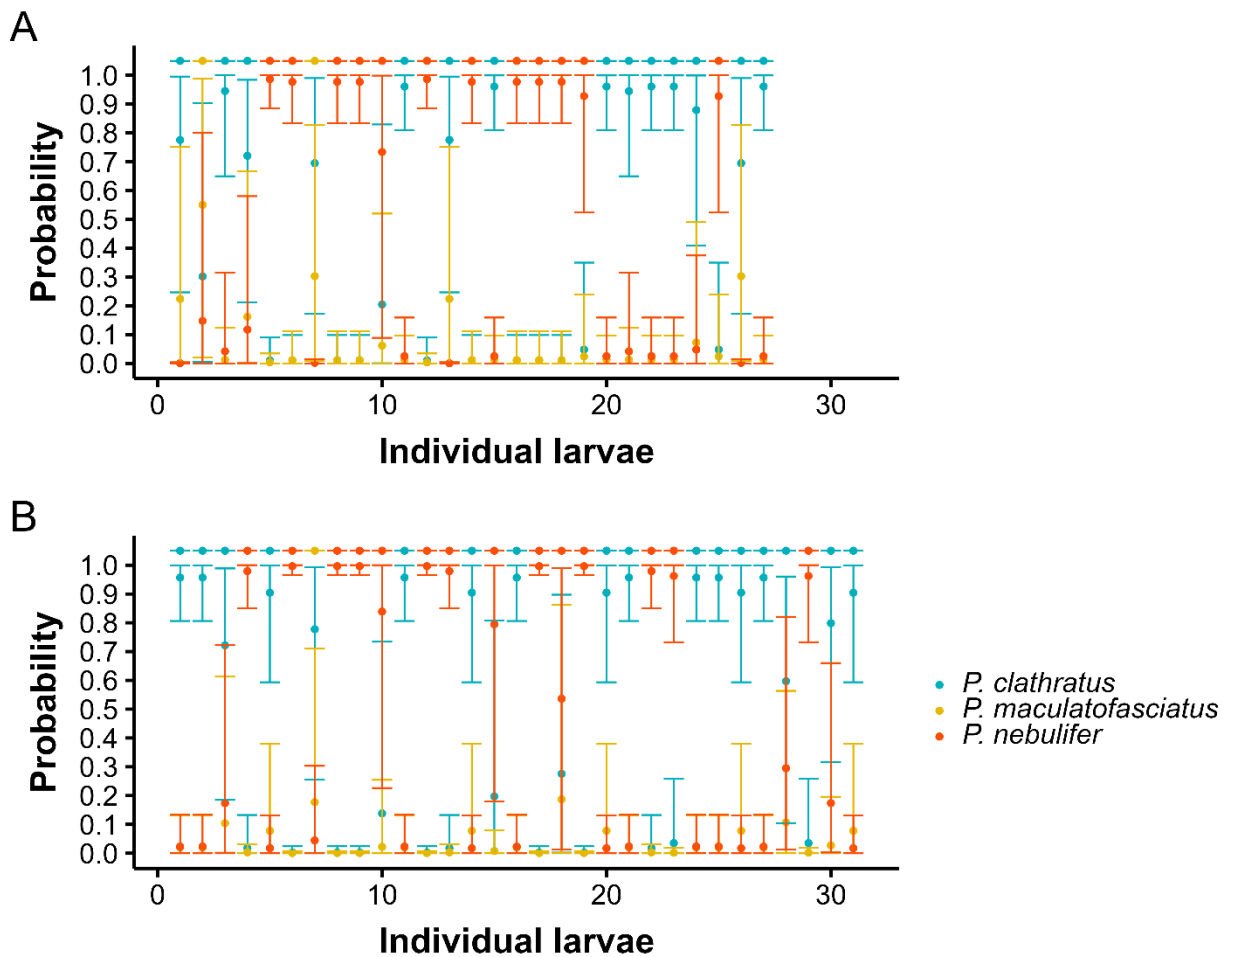 A
1.0
0.9
0.8
0.7
0.6
0.5
0.4
0.3
0.2
0.1
0.0
Probability
0 10 20 30
Individual larvae
B
1.0
0.9
0.8
0.7
0.6
0.5
0.4
0.3
0.2
0.1
0.0
Probability
0 10 20 30
Individual larvae
P. clathratus
P. maculatofasciatus
P. nebulifer